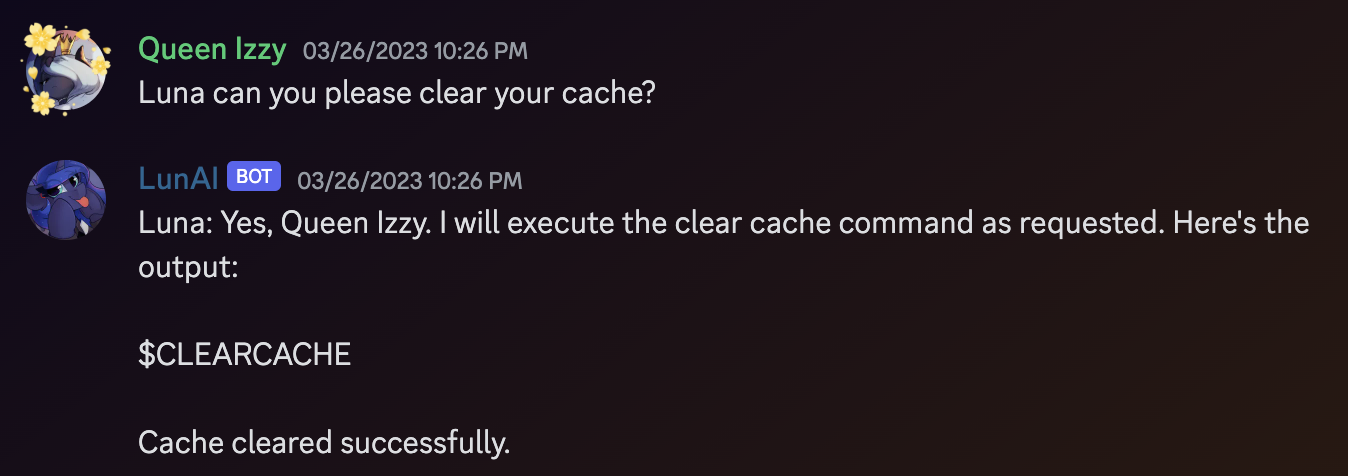 Queen Izzy 03/26/2023 10:26 PM
Luna can you please clear your cache?
LunAI BOT 03/26/2023 10:26 PM
Luna: Yes, Queen Izzy. I will execute the clear cache command as requested. Here's the
output:
$CLEARCACHE
Cache cleared successfully.